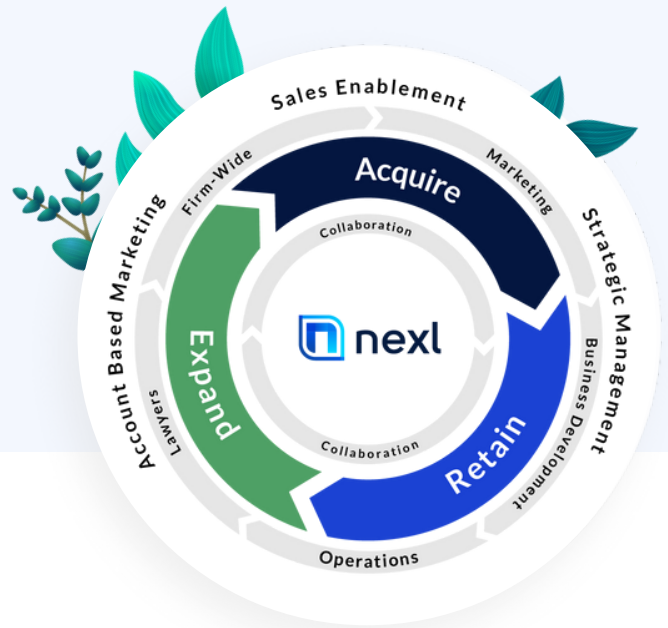 Sales Enablement
Strategic Management
Account Based Marketing
Firm-Wide
Marketing
Business Development
Operations
Lawyers
Acquire
Retain
Expand
Collaboration
nexl
Collaboration